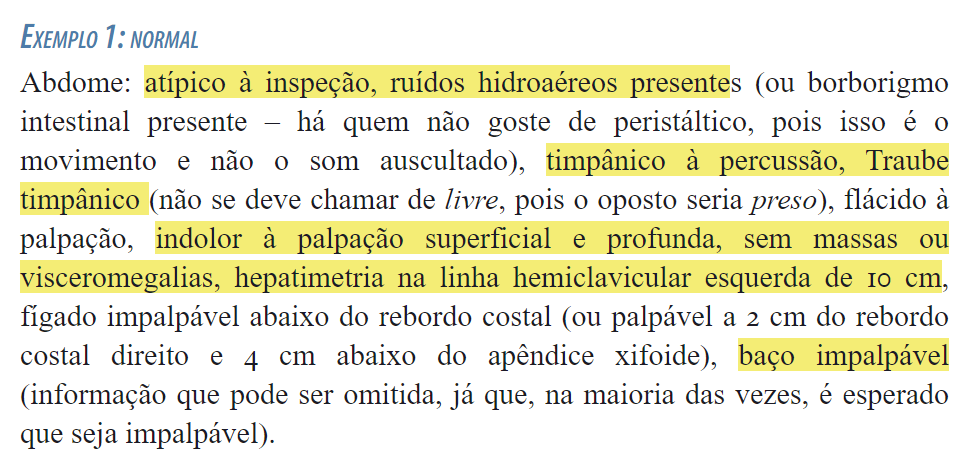 EXEMPLO 1: NORMAL
Abdome: atípico à inspeção, ruídos hidroaéreos presentes (ou borborigmo
intestinal presente – há quem não goste de peristáltico, pois isso é o
movimento e não o som auscultado), timpânico à percussão, Traube
timpânico (não se deve chamar de livre, pois o oposto seria preso), flácido à
palpação, indolor à palpação superficial e profunda, sem massas ou
visceromegalias, hepatimetria na linha hemiclavicular esquerda de 10 cm,
fígado impalpável abaixo do rebordo costal (ou palpável a 2 cm do rebordo
costal direito e 4 cm abaixo do apêndice xifoide), baço impalpável
(informação que pode ser omitida, já que, na maioria das vezes, é esperado
que seja impalpável).